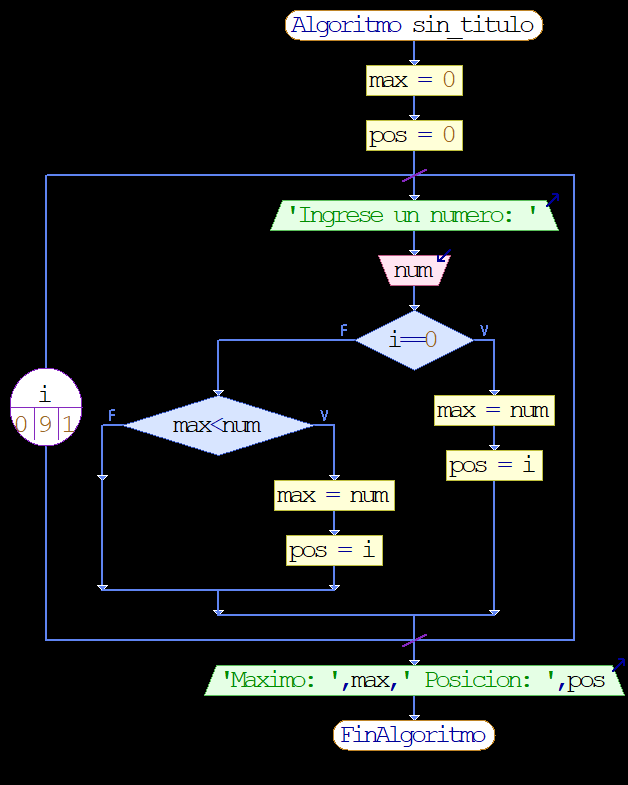 Algoritmo sin_titulo
max = 0
pos = 0
'Ingrese un numero: '
num
F
V
i==0
i
0 9 1
F
V
max<num
max = num
pos = i
max = num
pos = i
'Maximo: ',max,' Posicion: ',pos
FinAlgoritmo